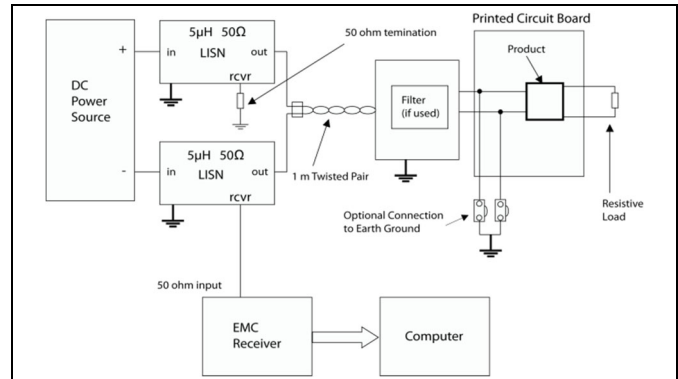 Printed Circuit Board
5µH 50Ω
in LISN out
rcvr
50 ohm temination
Product
+
DC
Power
Source
-
Filter
(if used)
5µH 50Ω
in LISN out
rcvr
1 m Twisted Pair
Optional Connection
to Earth Ground
Resistive
Load
50 ohm input
EMC
Receiver
Computer